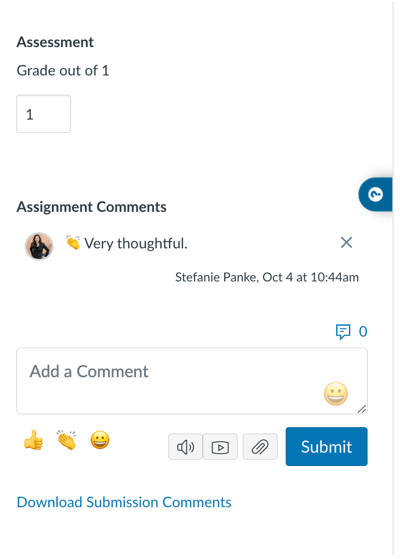 Assessment
Grade out of 1
1
Assignment Comments
👏 Very thoughtful.
Stefanie Panke, Oct 4 at 10:44am
0
Add a Comment
Submit
Download Submission Comments